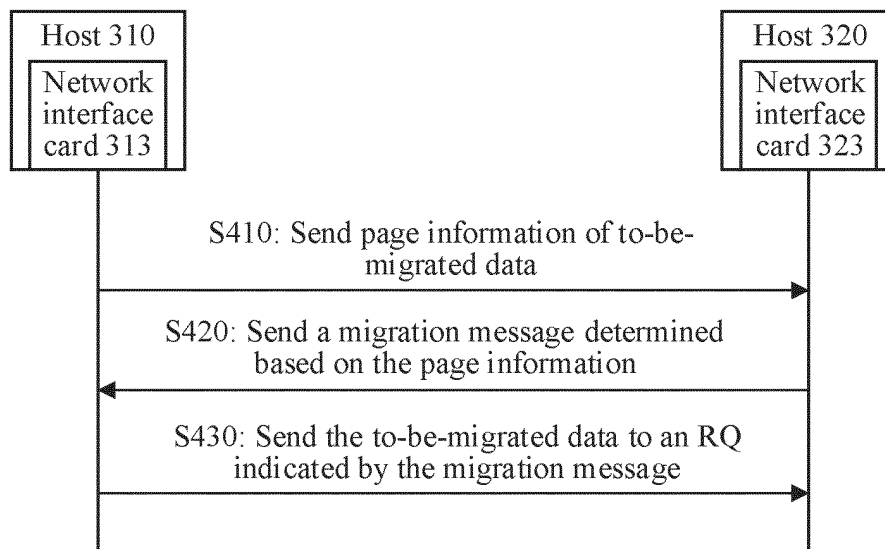 Host 310
Network
interface
card 313
Host 320
Network
interface
card 323
S410: Send page information of to-be-
migrated data
S420: Send a migration message determined
based on the page information
S430: Send the to-be-migrated data to an RQ
indicated by the migration message